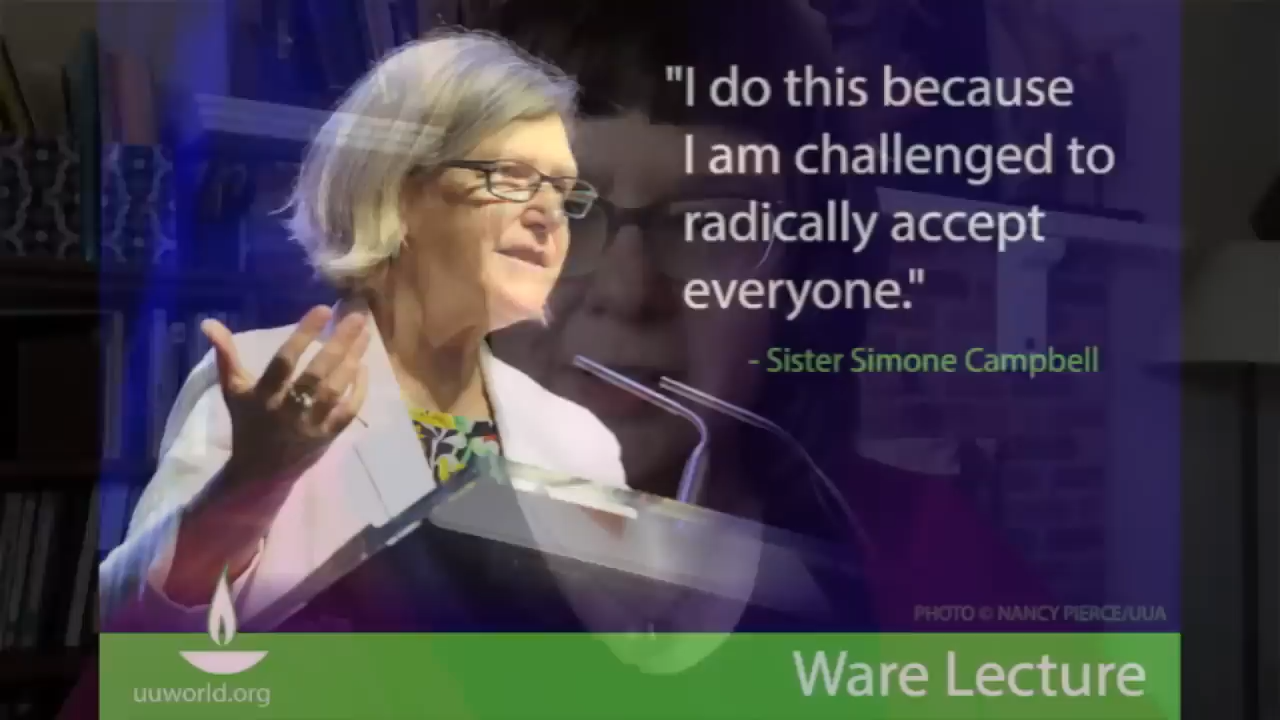 "I do this because
I am challenged to
radically accept
everyone."
- Sister Simone Campbell
PHOTO © NANCY PIERCE/UUA
Ware Lecture
uuworld.org